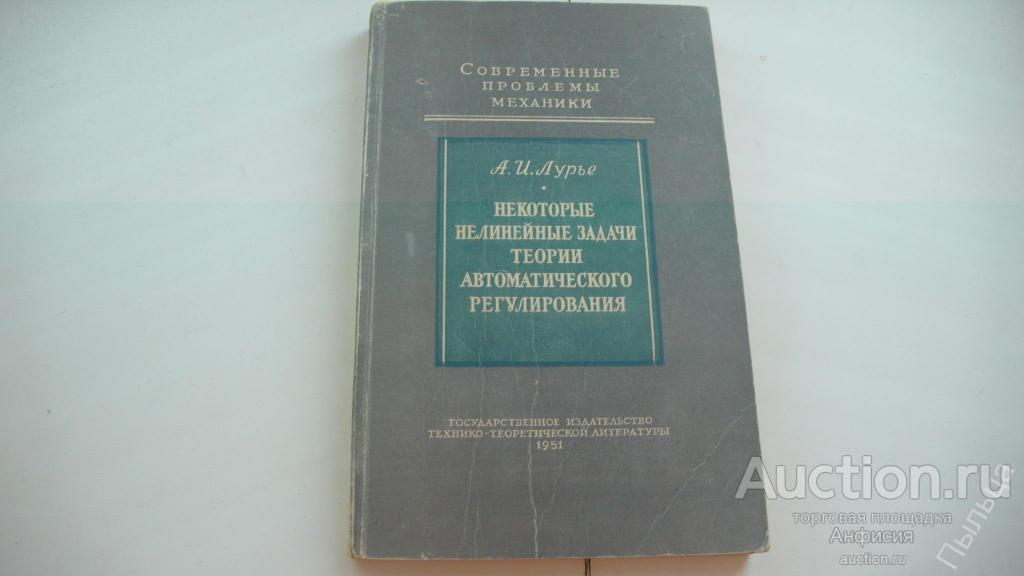 Современные
проблемы
механики
А. И. Лурье
НЕКОТОРЫЕ
НЕЛИНЕЙНЫЕ ЗАДАЧИ
ТЕОРИИ
АВТОМАТИЧЕСКОГО
РЕГУЛИРОВАНИЯ
ГОСУДАРСТВЕННОЕ ИЗДАТЕЛЬСТВО
ТЕХНИКО-ТЕОРЕТИЧЕСКОЙ ЛИТЕРАТУРЫ
1951
Auction.ru
торговая площадка
Анфисия
auction.ru